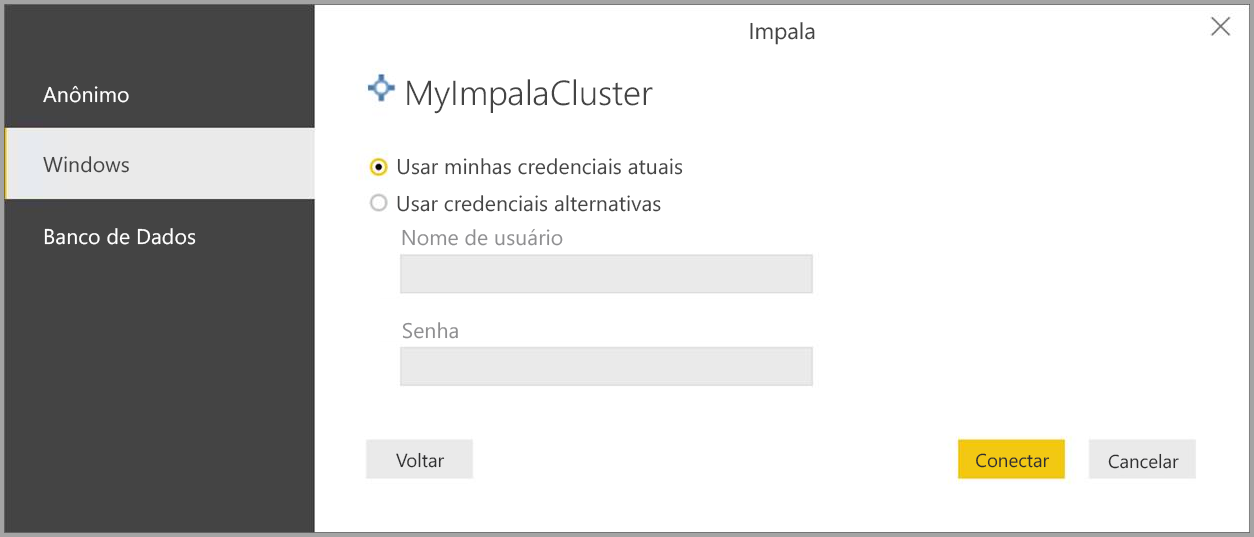 Impala
Anônimo
Windows
Banco de Dados
MyImpalaCluster
Usar minhas credenciais atuais
Usar credenciais alternativas
Nome de usuário
Senha
Voltar
Conectar
Cancelar